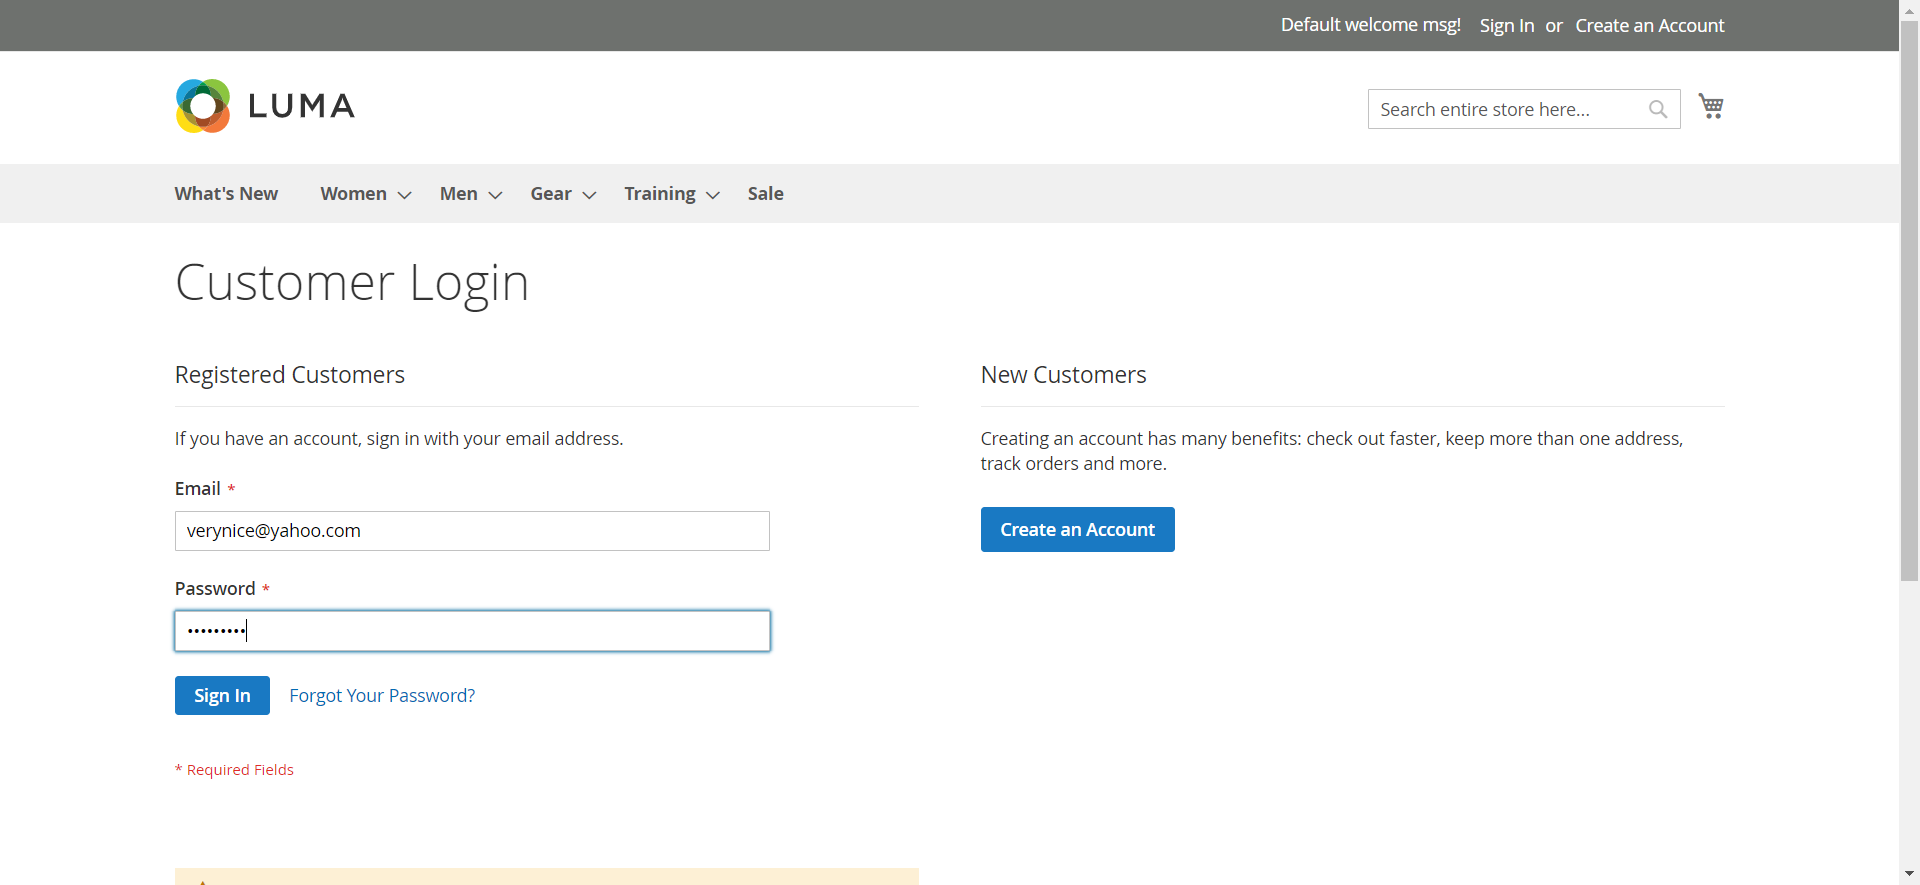 Default welcome msg! Sign In or Create an Account
LUMA
Search entire store here...
What's New Women Men Gear Training Sale
Customer Login
Registered Customers
If you have an account, sign in with your email address.
Email *
verynice@yahoo.com
Password *
•••••••••
Sign In Forgot Your Password?
* Required Fields
New Customers
Creating an account has many benefits: check out faster, keep more than one address,
track orders and more.
Create an Account